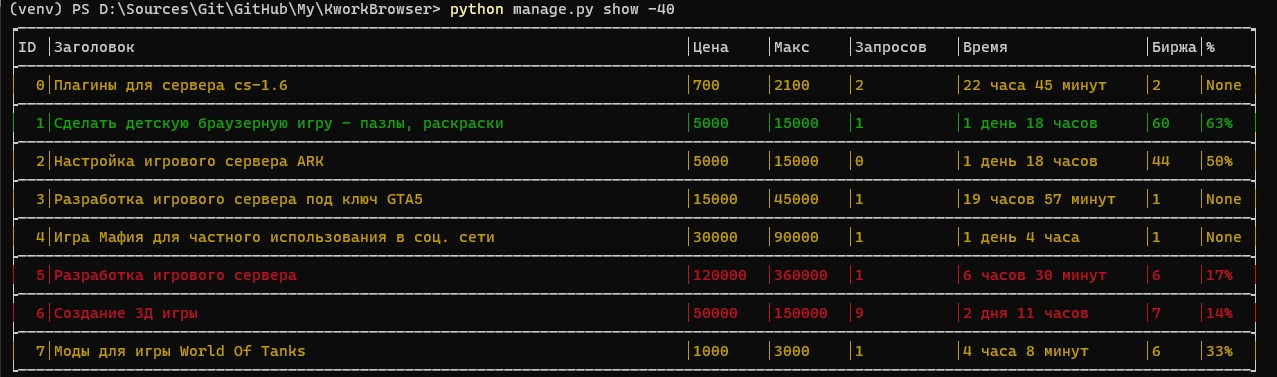 (venv) PS D:\Sources\Git\GitHub\My\KworkBrowser> python manage.py show -40
ID Заголовок Цена Макс Запросов Время Биржа %
0 Плагины для сервера cs-1.6 700 2100 2 22 часа 45 минут 2 None
1 Сделать детскую браузерную игру - пазлы, раскраски 5000 15000 1 1 день 18 часов 60 63%
2 Настройка игрового сервера ARK 5000 15000 0 1 день 18 часов 44 50%
3 Разработка игрового сервера под ключ GTA5 15000 45000 1 19 часов 57 минут 1 None
4 Игра Мафия для частного использования в соц. сети 30000 90000 1 1 день 4 часа 1 None
5 Разработка игрового сервера 120000 360000 1 6 часов 30 минут 6 17%
6 Создание 3Д игры 50000 150000 9 2 дня 11 часов 7 14%
7 Моды для игры World Of Tanks 1000 3000 1 4 часа 8 минут 6 33%